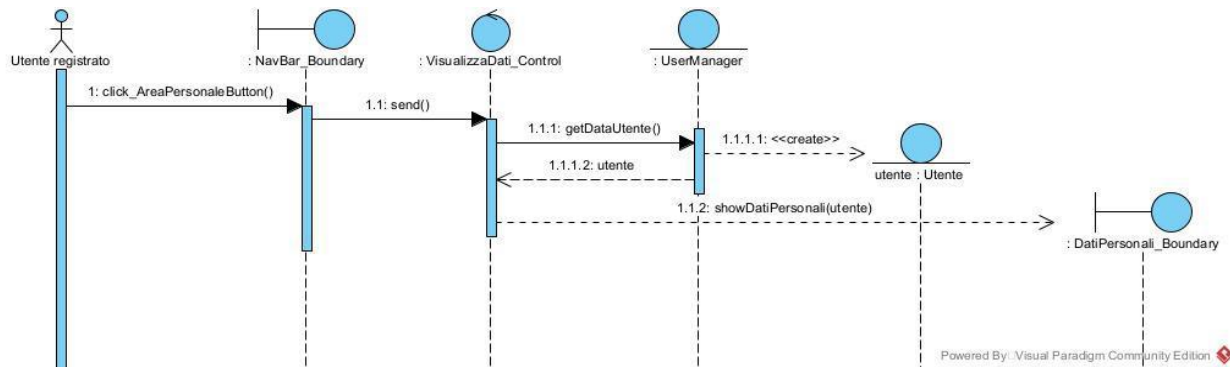 Utente registrato
: NavBar_Boundary
: VisualizzaDati_Control
: UserManager
1: click_AreaPersonaleButton()
1.1: send()
1.1.1: getDataUtente()
1.1.1.1: <<create>>
1.1.1.2: utente
utente : Utente
1.1.2: showDatiPersonali(utente)
: DatiPersonali_Boundary
Powered By Visual Paradigm Community Edition